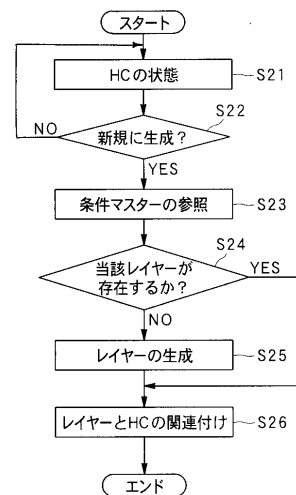 スタート
HCの状態
S21
S22
新規に生成?
NO
YES
条件マスターの参照
S23
S24
当該レイヤーが
存在するか?
YES
NO
レイヤーの生成
S25
レイヤーとHCの関連付け
S26
エンド